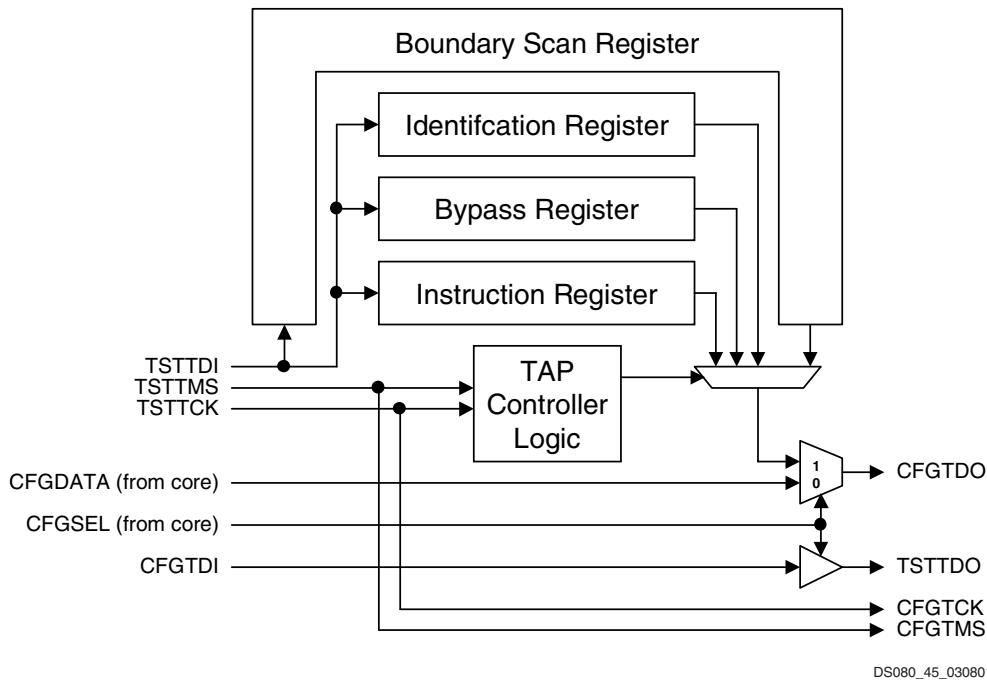 Boundary Scan Register
Identifcation Register
Bypass Register
Instruction Register
TSTTDI
TSTTMS
TSTTCK
TAP
Controller
Logic
CFGDATA (from core)
1
0
CFGTDO
CFGSEL (from core)
CFGTDI
TSTTDO
CFGTCK
CFGTMS
DS080_45_03080